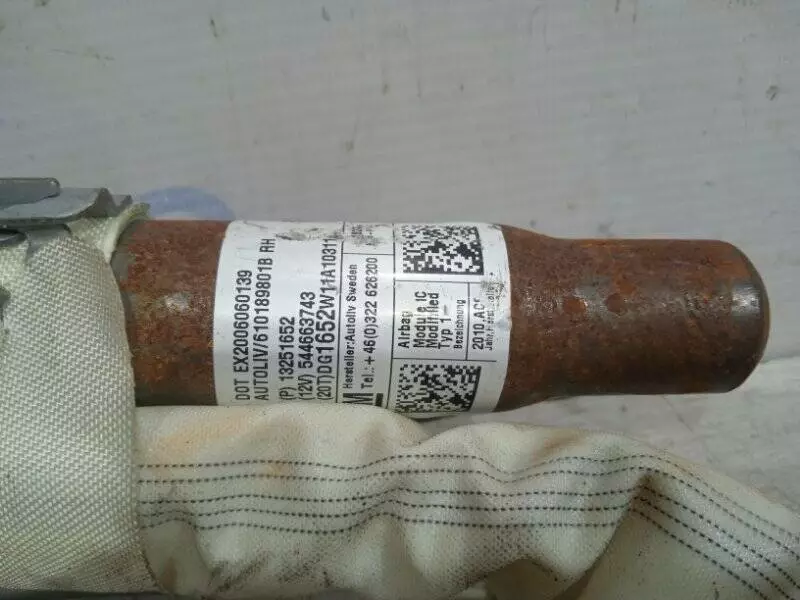 DOT EX2006060139
AUTOLIV/610189801B RH
(P) 13251652
(12V) 544663743
(20T)DG1652W11A10311
Hersteller:Autoliv Sweden
Tel.: +46(0)322 626200
Airbag
Modul IC
Modified
Typ 1
Bezeichnung
2010